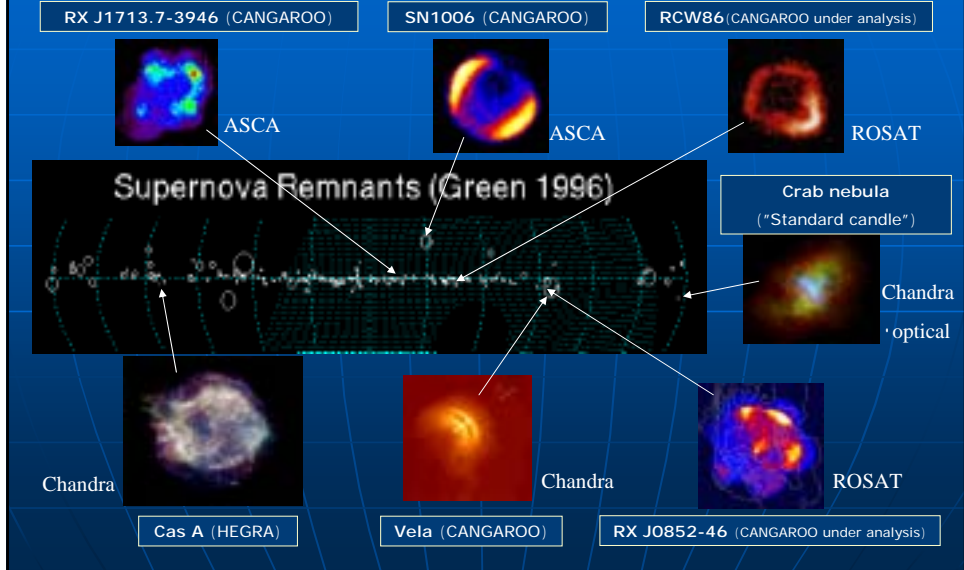 RX J1713.7-3946 (CANGAROO)
SN1006 (CANGAROO)
RCW86(CANGAROO under analysis)
ASCA
ASCA
ROSAT
Supernova Remnants (Green 1996)
Crab nebula
("Standard candle")
Chandra
・optical
Chandra
Chandra
ROSAT
Cas A (HEGRA)
Vela (CANGAROO)
RX J0852-46 (CANGAROO under analysis)